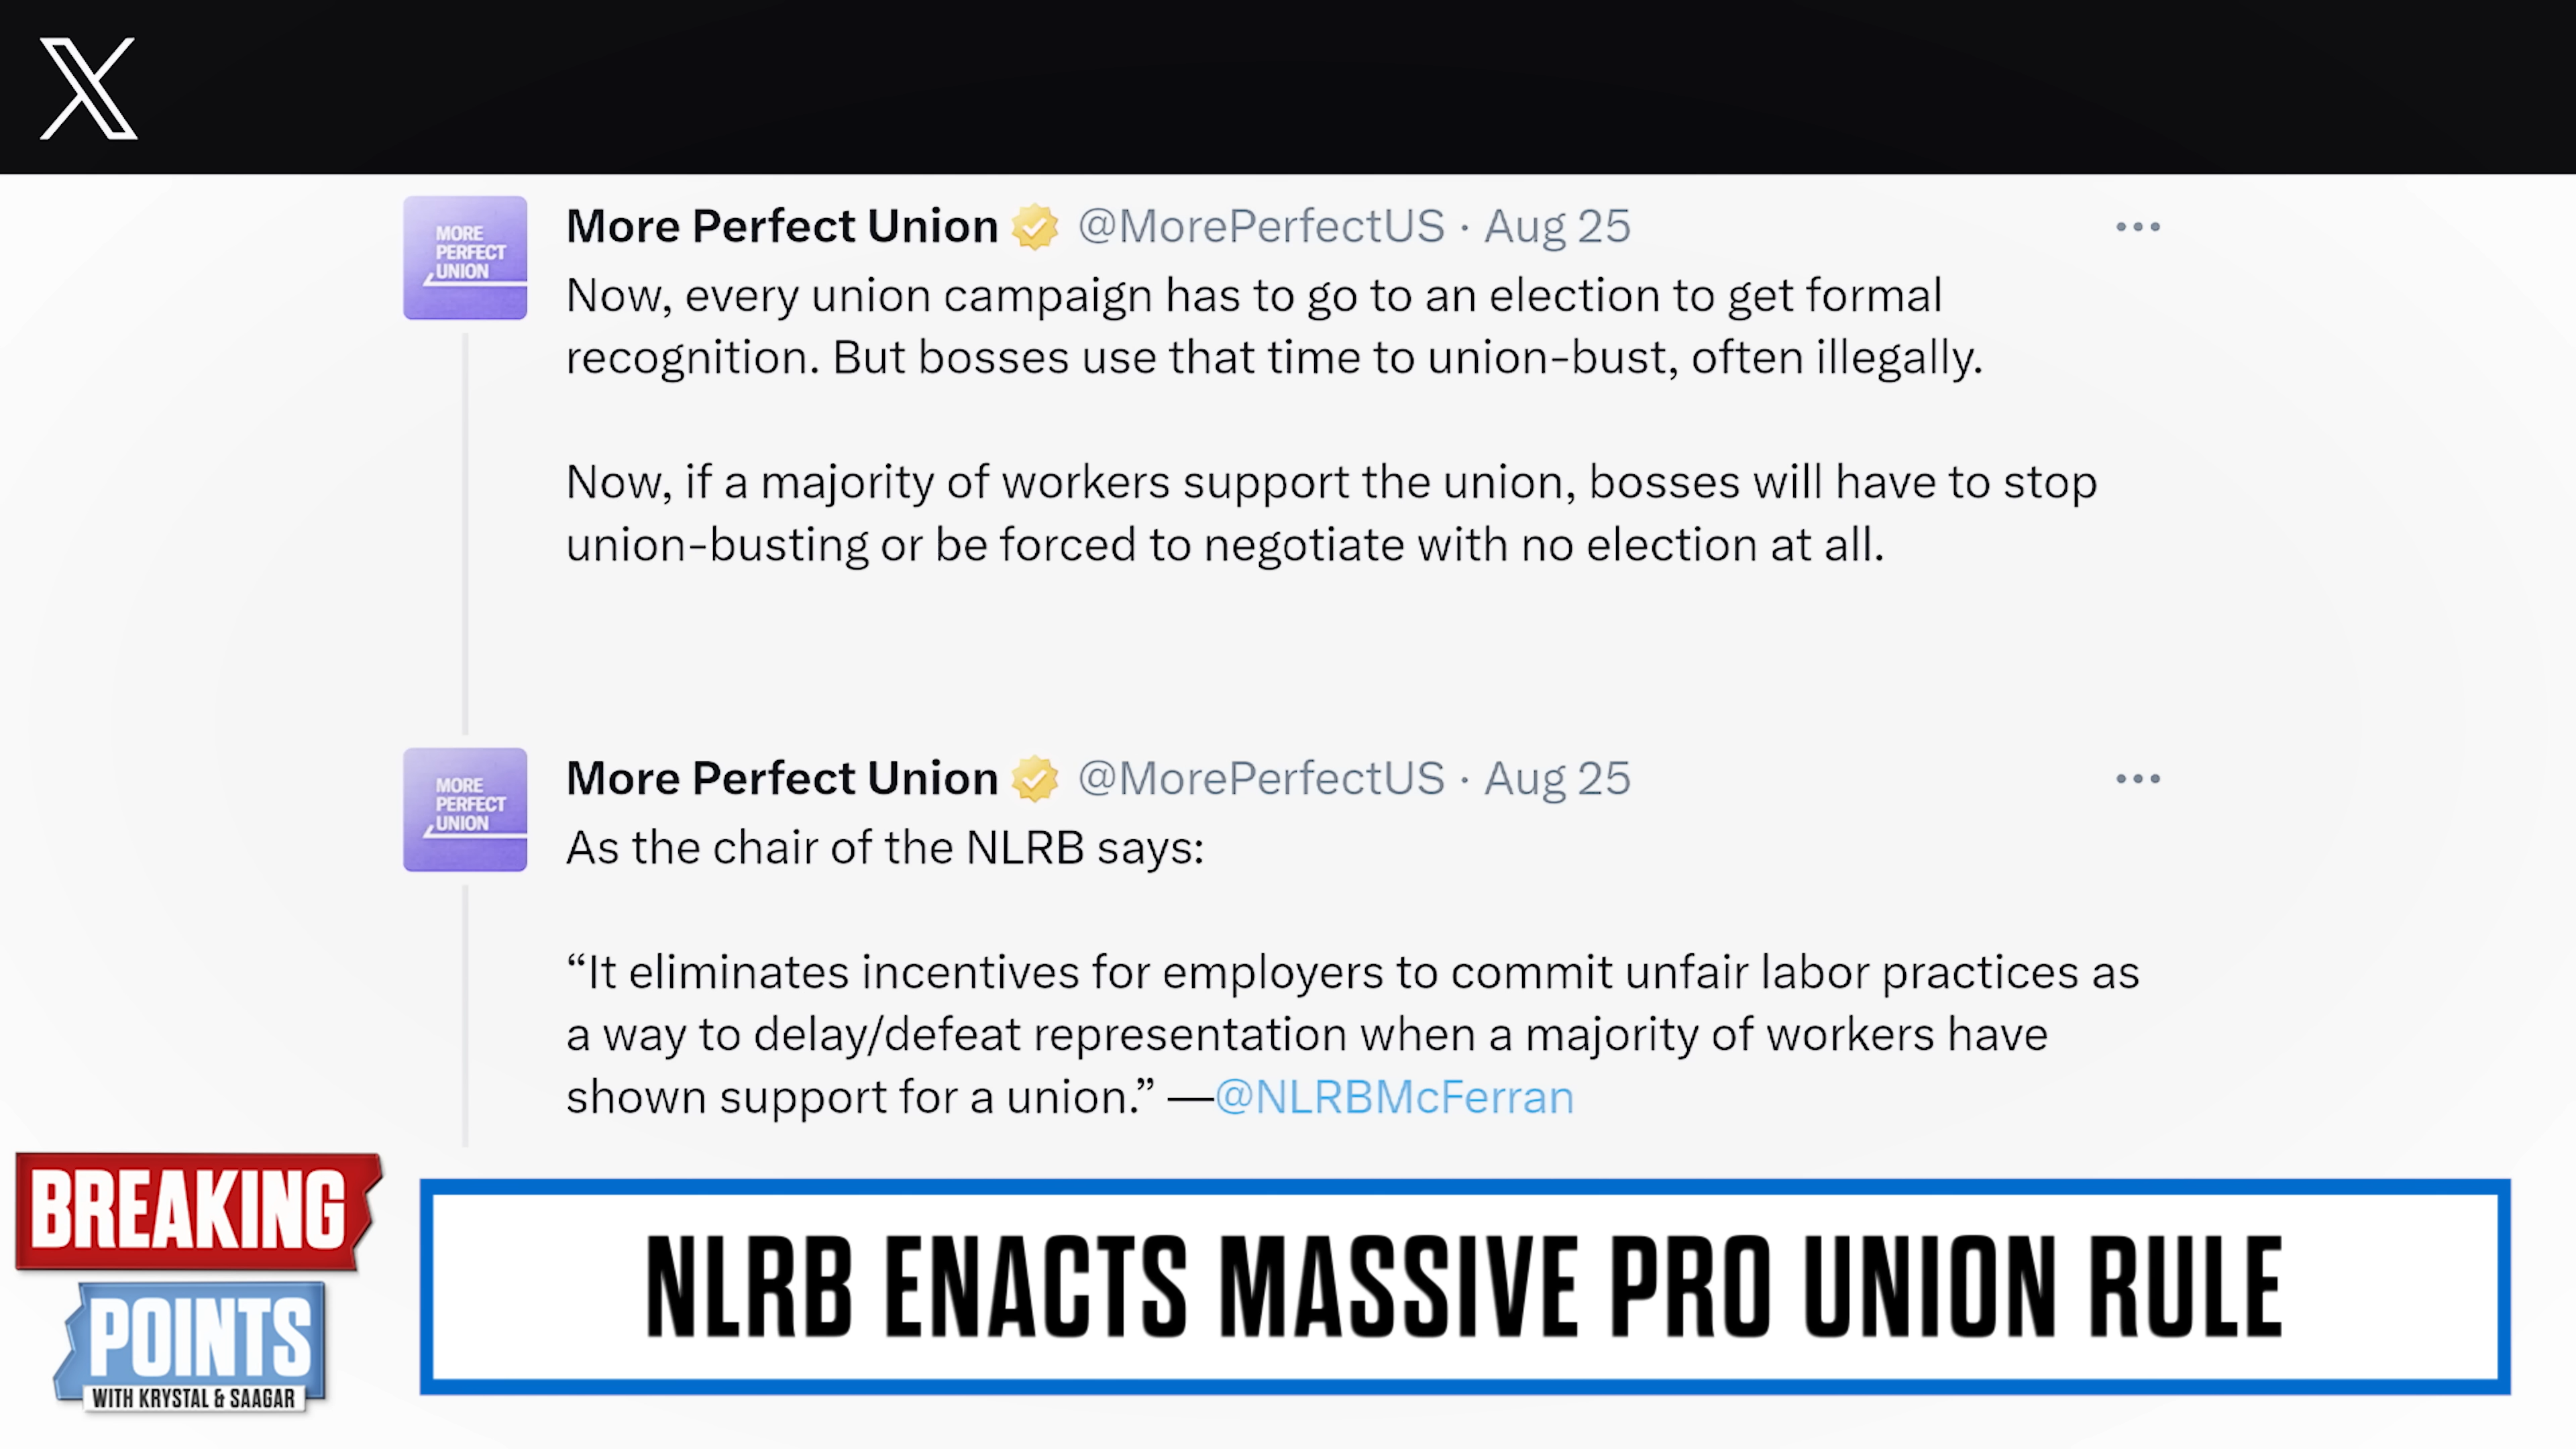 X
MORE
PERFECT
UNION
More Perfect Union @MorePerfectUS · Aug 25
Now, every union campaign has to go to an election to get formal
recognition. But bosses use that time to union-bust, often illegally.
Now, if a majority of workers support the union, bosses will have to stop
union-busting or be forced to negotiate with no election at all.
MORE
PERFECT
UNION
More Perfect Union @MorePerfectUS · Aug 25
As the chair of the NLRB says:
“It eliminates incentives for employers to commit unfair labor practices as
a way to delay/defeat representation when a majority of workers have
shown support for a union.” —@NLRBMcFerran
BREAKING
POINTS
WITH KRYSTAL & SAAGAR
NLRB ENACTS MASSIVE PRO UNION RULE